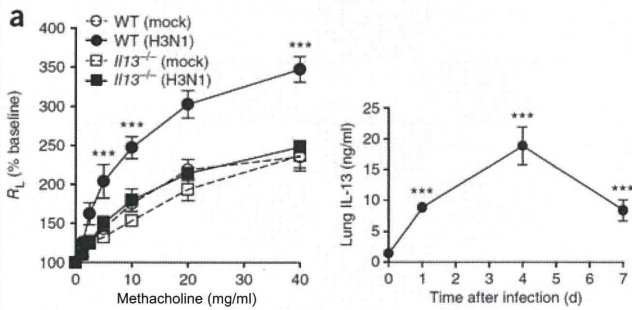 a
WT (mock)
WT (H3N1)
Il13⁻/⁻ (mock)
Il13⁻/⁻ (H3N1)
400
350
300
250
200
150
100
R_L (% baseline)
*** *** ***
0 10 20 30 40
Methacholine (mg/ml)
25
20
15
10
5
0
Lung IL-13 (ng/ml)
*** *** ***
0 1 2 3 4 5 6 7
Time after infection (d)